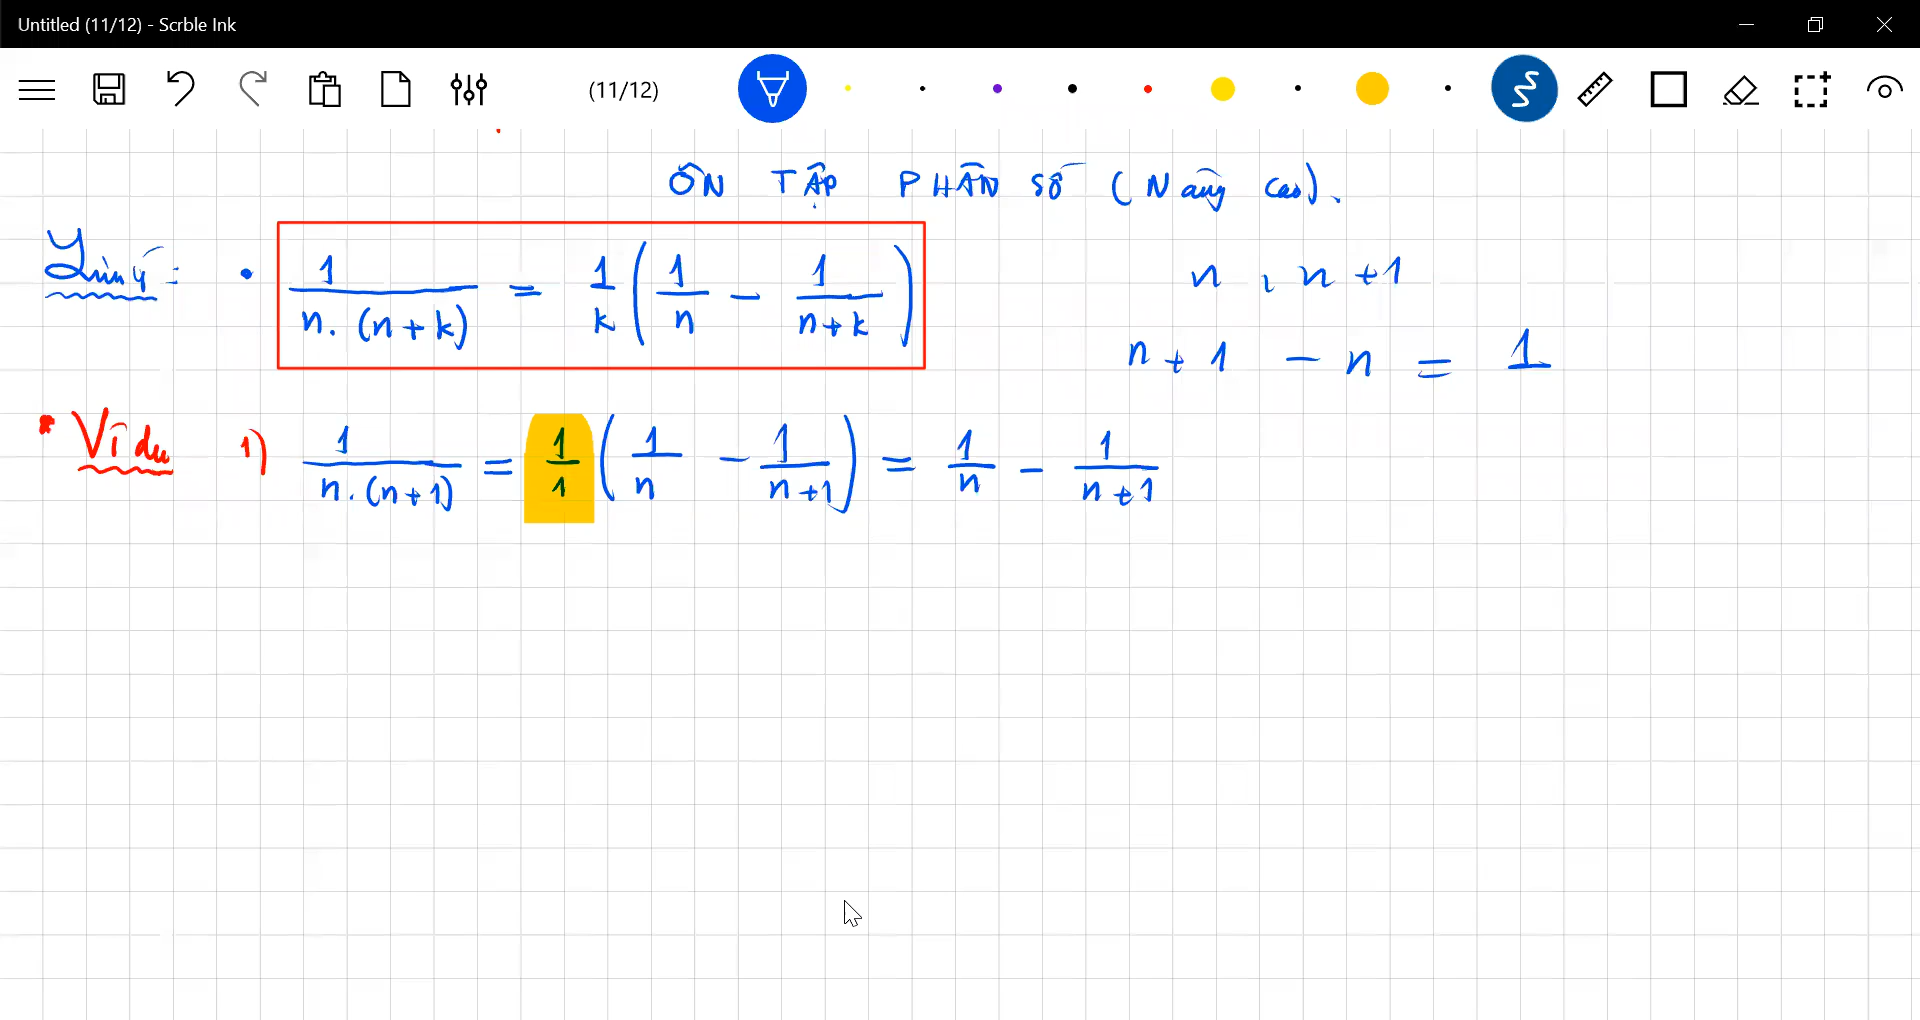 Untitled (11/12) - Scrble Ink
(11/12)
ÔN TẬP PHÂN SỐ (Nâng cao).
Lưu ý: • 1/(n.(n+k)) = 1/k (1/n - 1/(n+k))
n, n+1
n+1 - n = 1
* Ví dụ 1) 1/(n.(n+1)) = 1/1 (1/n - 1/(n+1)) = 1/n - 1/(n+1)